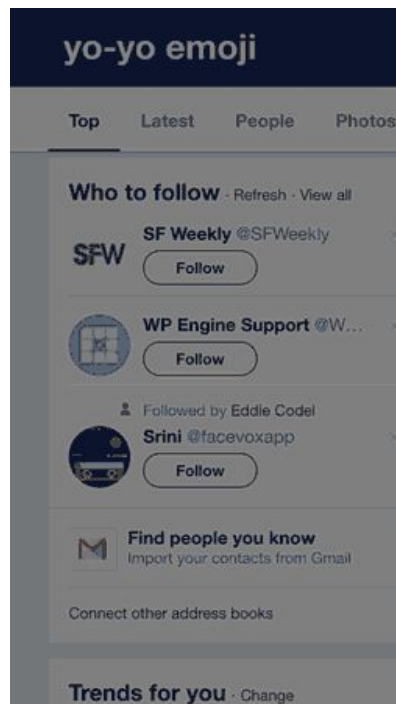 yo-yo emoji
Top Latest People Photos
Who to follow · Refresh · View all
SFW
SF Weekly @SFWeekly
Follow
WP Engine Support @W...
Follow
Followed by Eddie Codel
Srini @facevoxapp
Follow
Find people you know
Import your contacts from Gmail
Connect other address books
Trends for you · Change